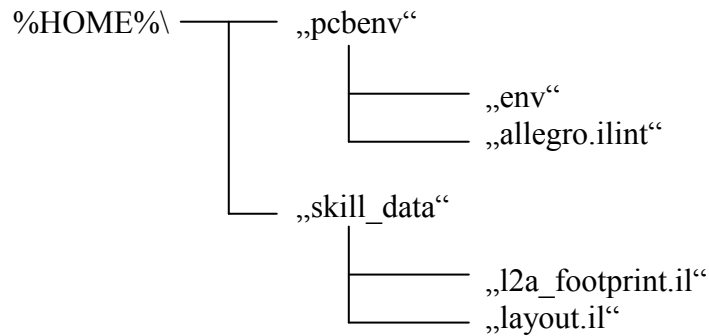 %HOME%\
„pcbenv“
„env“
„allegro.ilint“
„skill_data“
„l2a_footprint.il“
„layout.il“